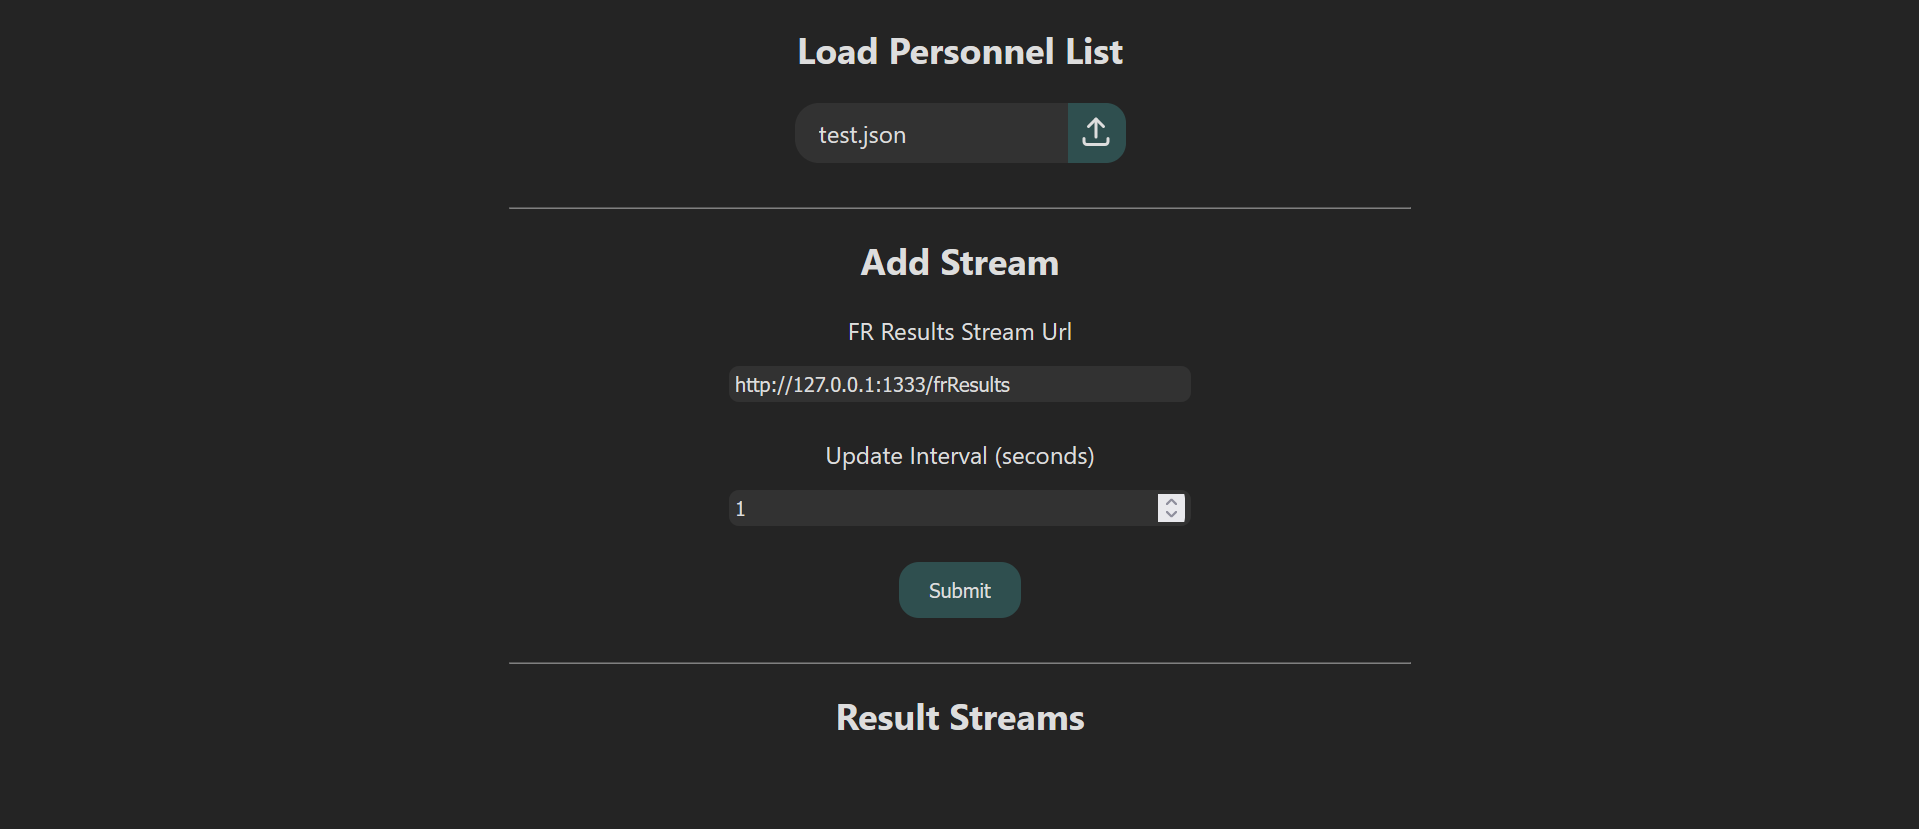 Load Personnel List
test.json
Add Stream
FR Results Stream Url
http://127.0.0.1:1333/frResults
Update Interval (seconds)
1
Submit
Result Streams